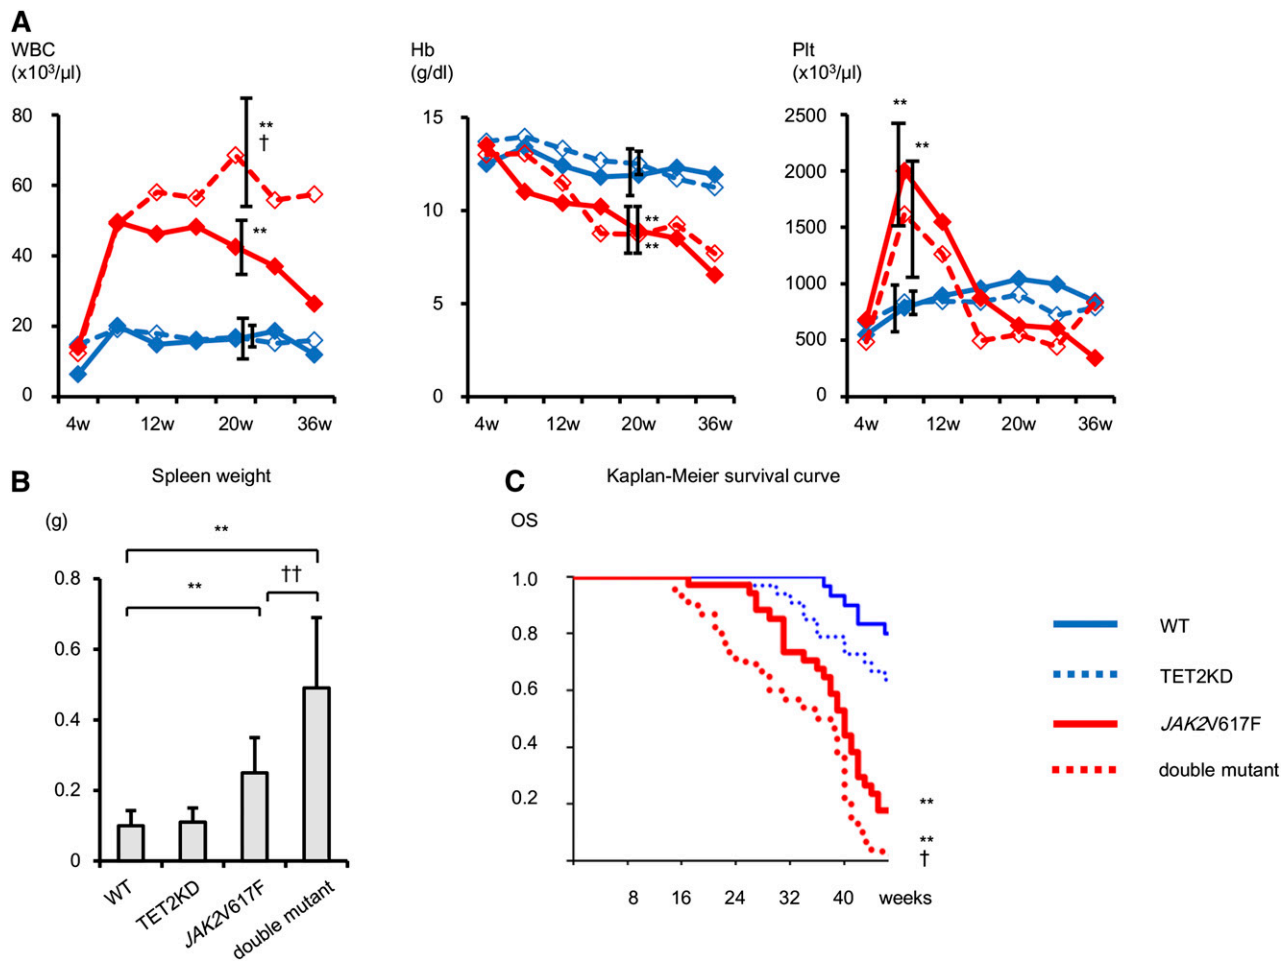 A
WBC
(x10³/µl)
80
60
40
20
0
**
†
**
4w 12w 20w 36w
Hb
(g/dl)
15
10
5
0
**
**
4w 12w 20w 36w
Plt
(x10³/µl)
2500
2000
1500
1000
500
0
**
**
4w 12w 20w 36w
B
Spleen weight
(g)
0.8
0.6
0.4
0.2
0
**
**
††
WT
TET2KD
JAK2V617F
double mutant
C
Kaplan-Meier survival curve
OS
1.0
0.8
0.6
0.4
0.2
**
**
†
8 16 24 32 40 weeks
WT
TET2KD
JAK2V617F
double mutant